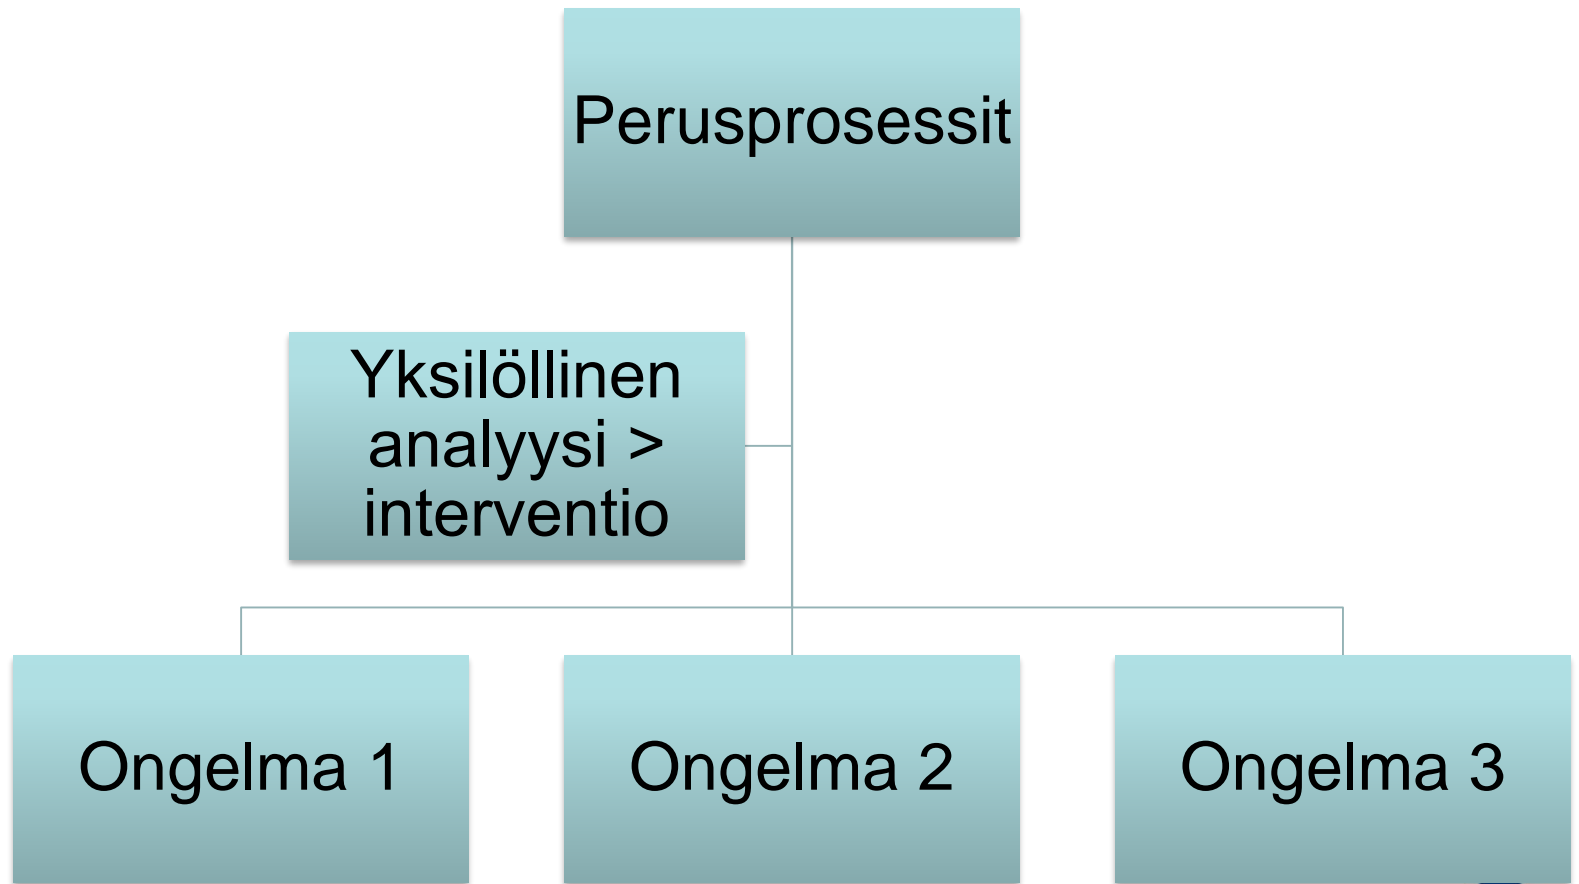 Perusprosessit
Yksilöllinen
analyysi >
interventio
Ongelma 1
Ongelma 2
Ongelma 3